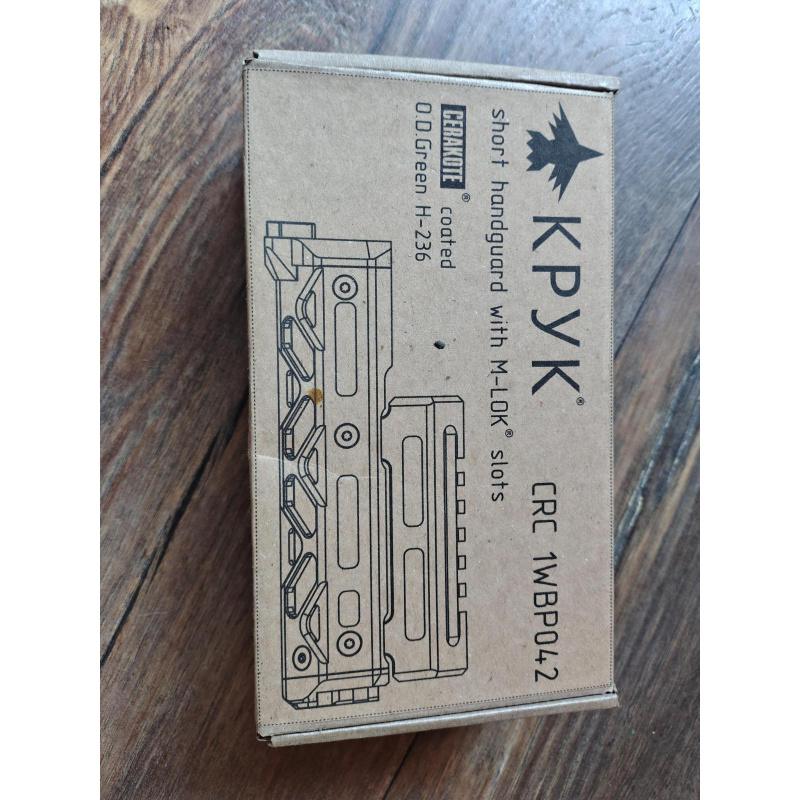 КРУК®
CRC 1WBP042
short handguard with M-LOK® slots
CERAKOTE® coated
O.D.Green H-236